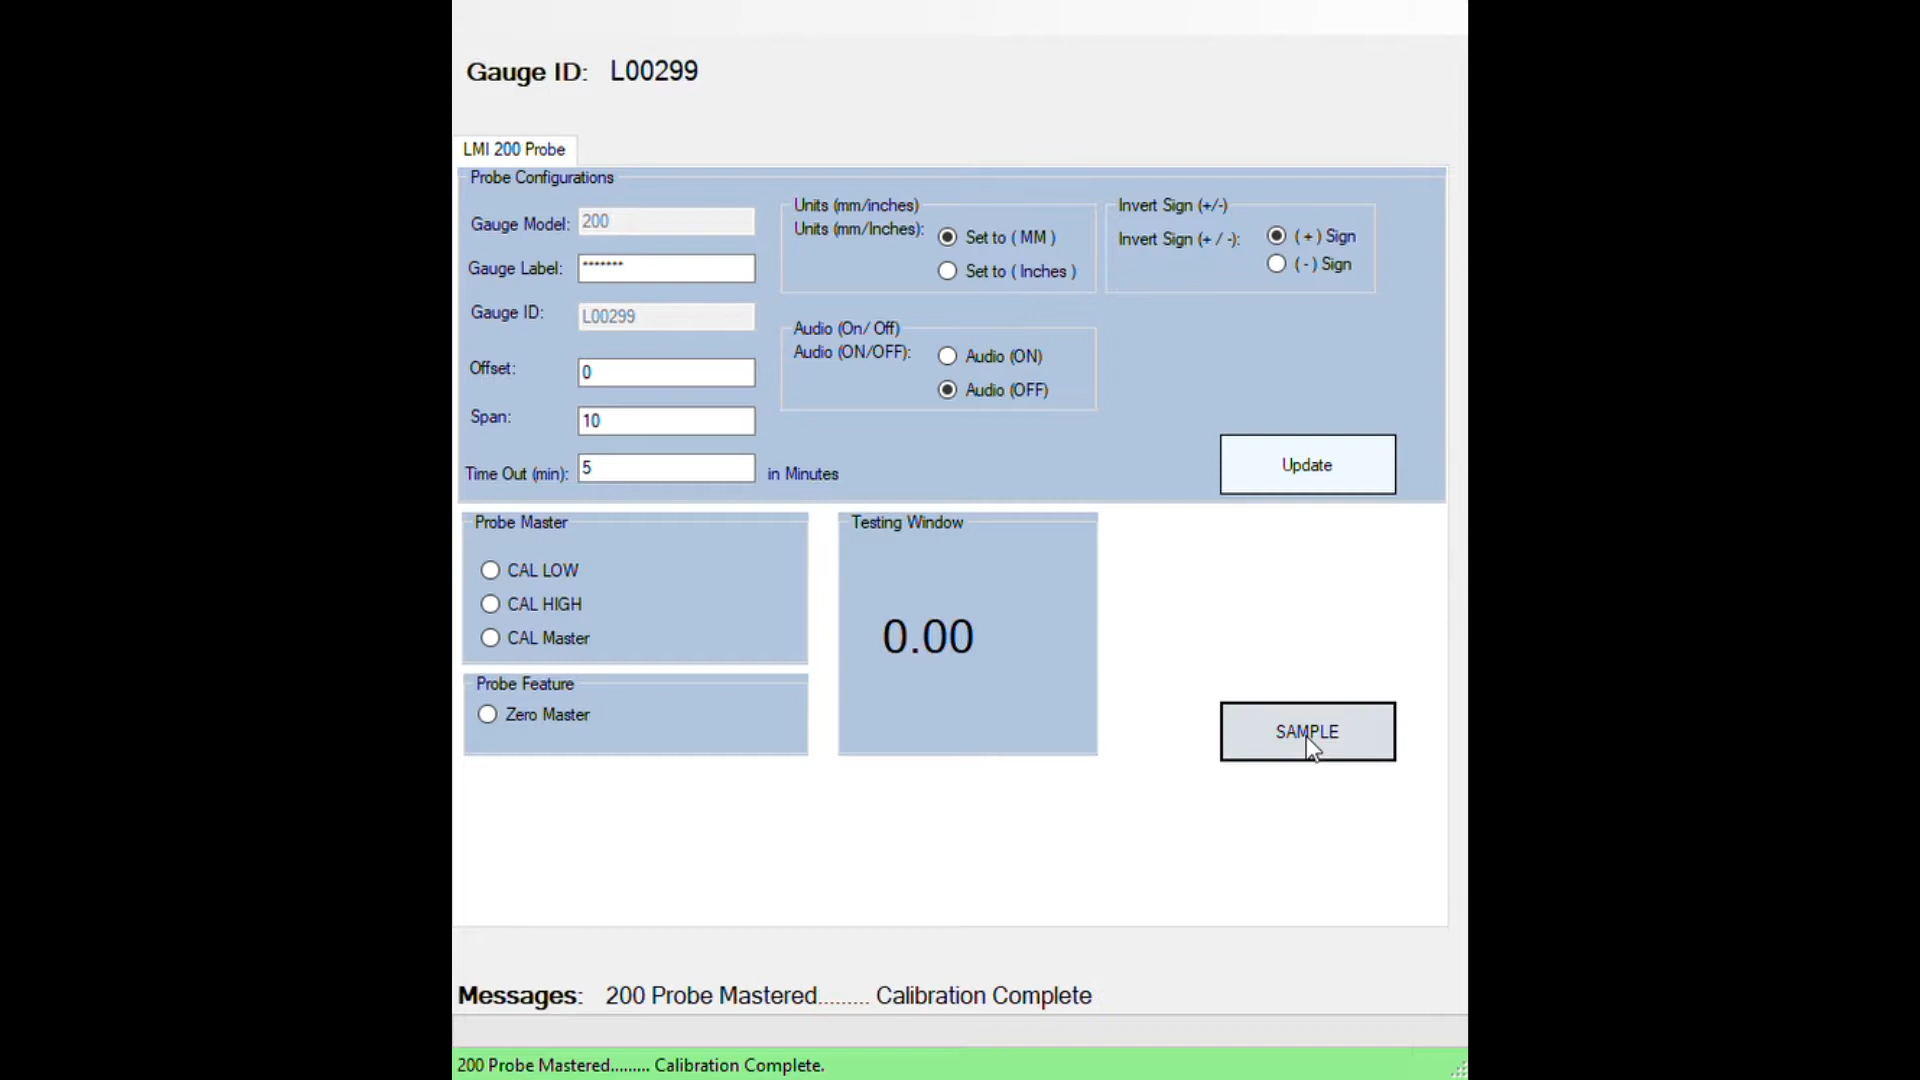 Gauge ID: L00299
LMI 200 Probe
Probe Configurations
Gauge Model: 200
Gauge Label: *******
Gauge ID: L00299
Offset: 0
Span: 10
Time Out (min): 5 in Minutes
Units (mm/inches)
Units (mm/Inches): Set to ( MM )
Set to ( Inches )
Invert Sign (+/-)
Invert Sign (+ / -): ( + ) Sign
( - ) Sign
Audio (On/ Off)
Audio (ON/OFF): Audio (ON)
Audio (OFF)
Update
Probe Master
CAL LOW
CAL HIGH
CAL Master
Probe Feature
Zero Master
Testing Window
0.00
SAMPLE
Messages: 200 Probe Mastered......... Calibration Complete
200 Probe Mastered......... Calibration Complete.